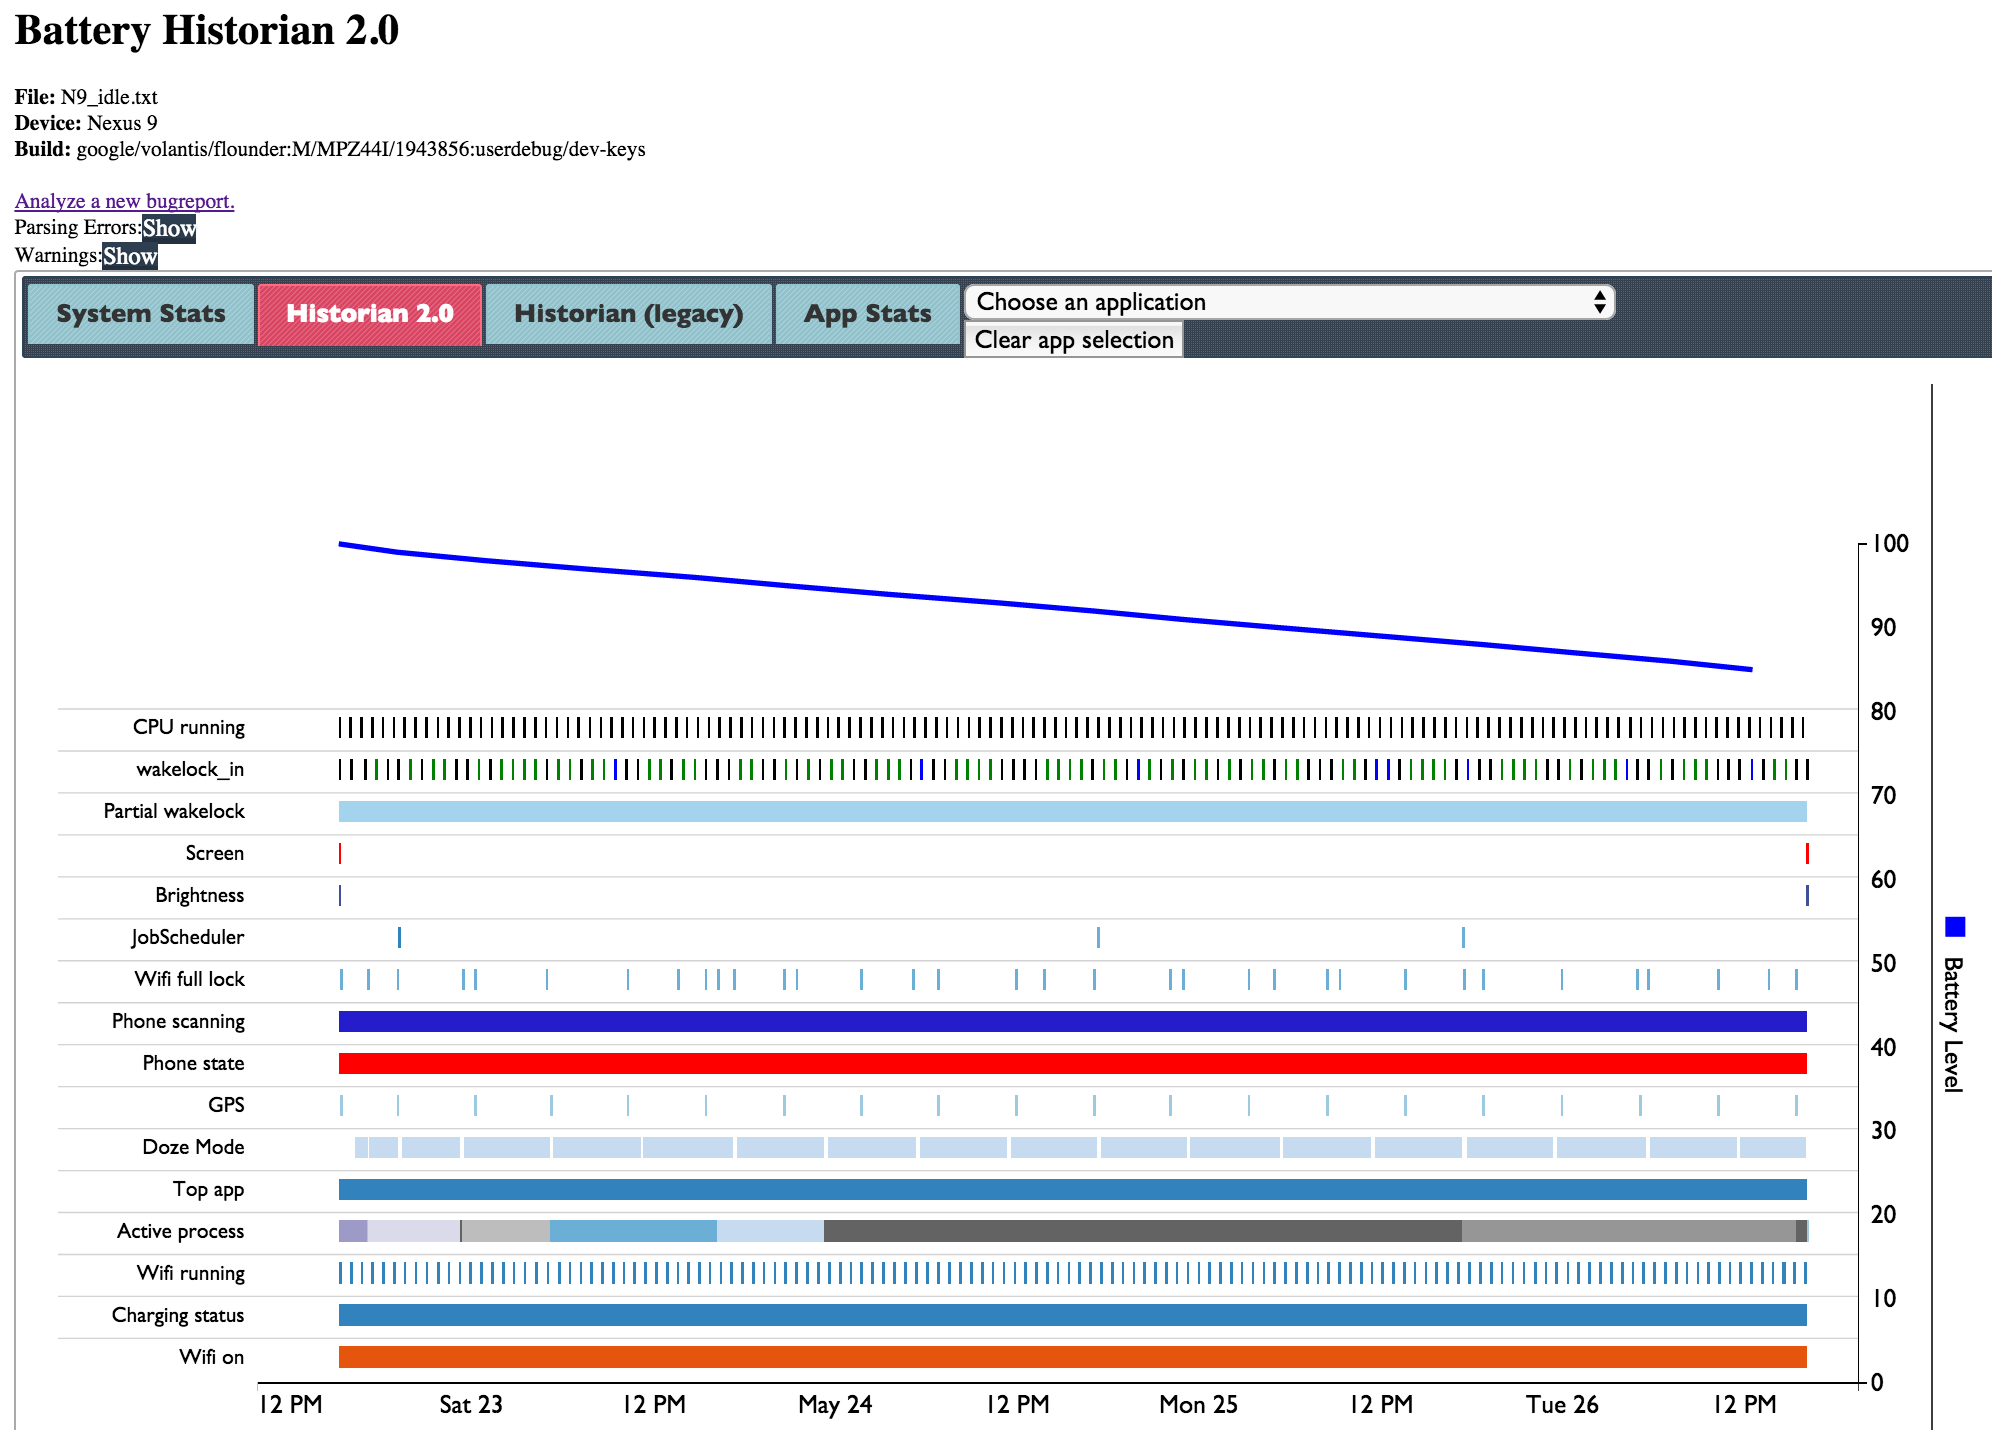 Battery Historian 2.0
File: N9_idle.txt
Device: Nexus 9
Build: google/volantis/flounder:M/MPZ44I/1943856:userdebug/dev-keys
Analyze a new bugreport.
Parsing Errors:Show
Warnings:Show
System Stats
Historian 2.0
Historian (legacy)
App Stats
Choose an application
Clear app selection
100
90
80
70
60
50
40
30
20
10
0
Battery Level
CPU running
wakelock_in
Partial wakelock
Screen
Brightness
JobScheduler
Wifi full lock
Phone scanning
Phone state
GPS
Doze Mode
Top app
Active process
Wifi running
Charging status
Wifi on
12 PM
Sat 23
12 PM
May 24
12 PM
Mon 25
12 PM
Tue 26
12 PM